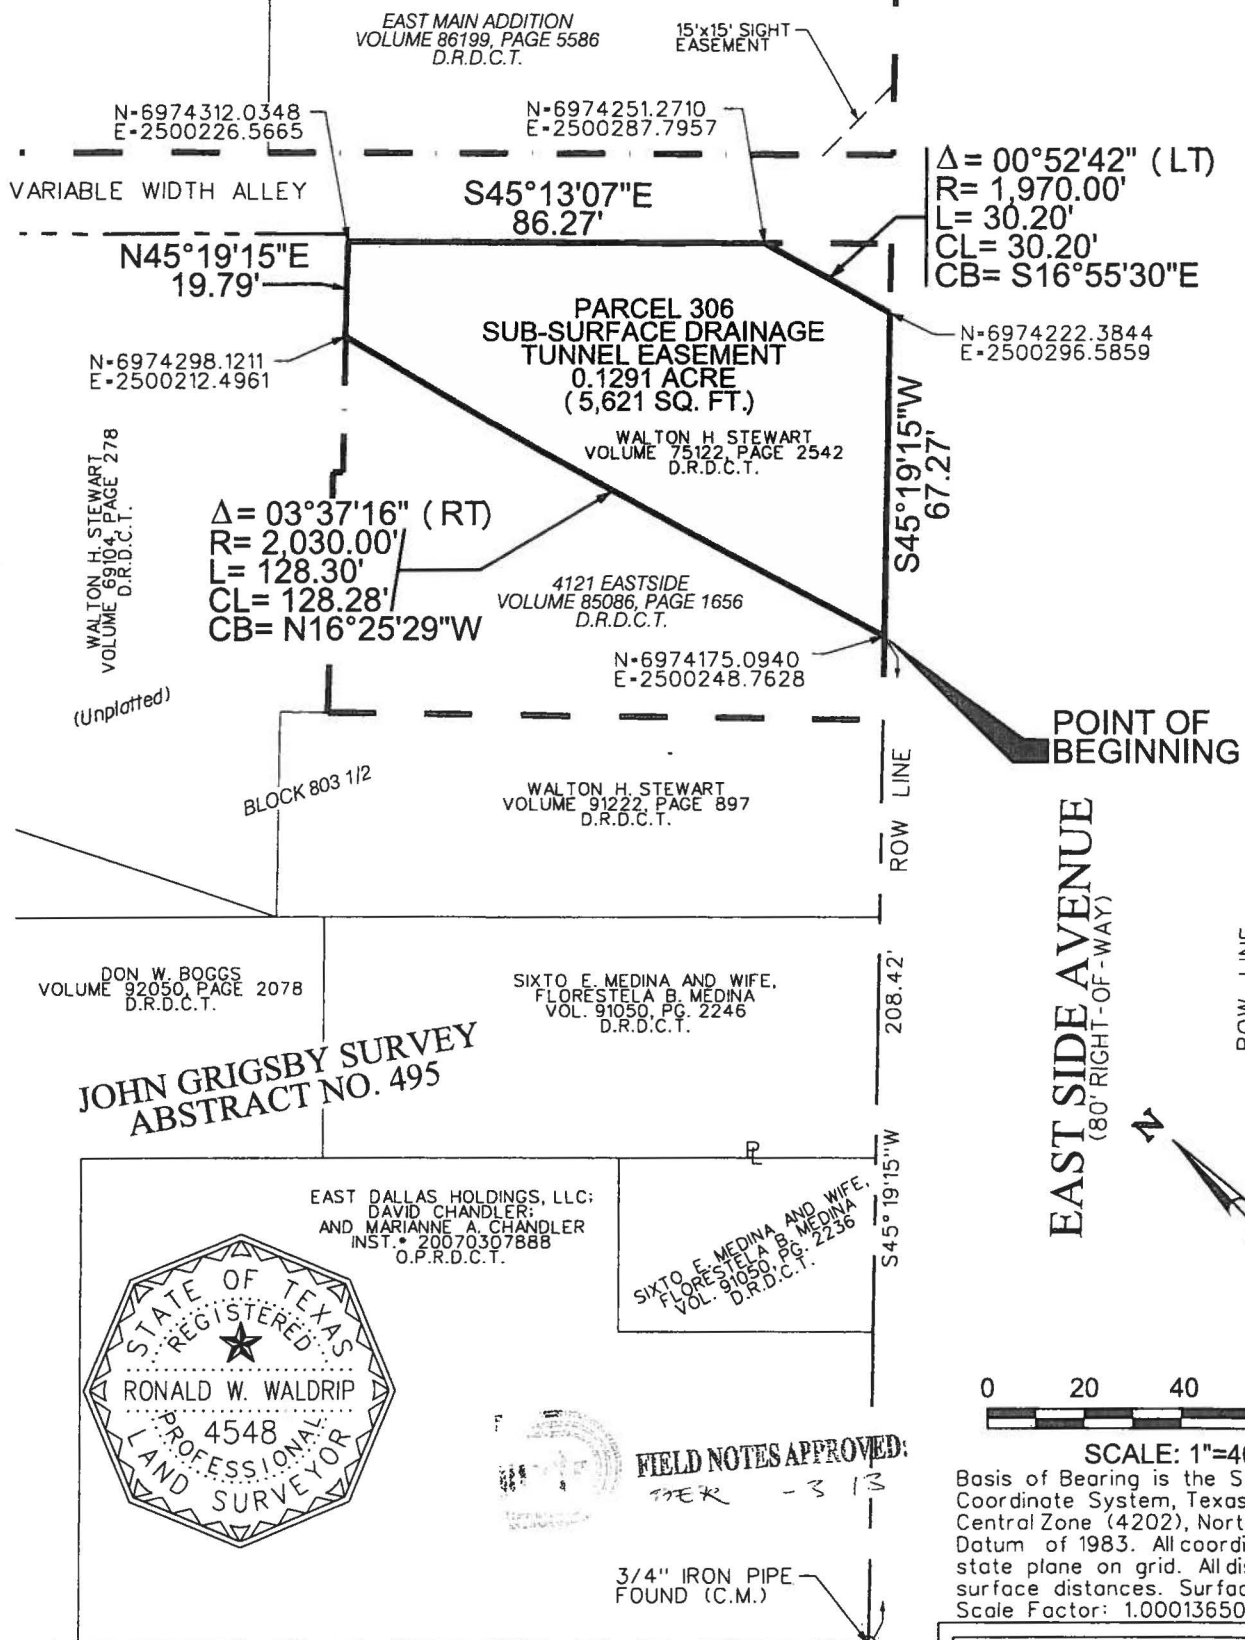 EAST MAIN ADDITION
VOLUME 86199, PAGE 5586
D.R.D.C.T.
15'x15' SIGHT
EASEMENT
N=6974312.0348
E=2500226.5665
N=6974251.2710
E=2500287.7957
VARIABLE WIDTH ALLEY
S45°13'07"E
86.27'
Δ= 00°52'42" (LT)
R= 1,970.00'
L= 30.20'
CL= 30.20'
CB= S16°55'30"E
N45°19'15"E
19.79'
PARCEL 306
SUB-SURFACE DRAINAGE
TUNNEL EASEMENT
0.1291 ACRE
(5,621 SQ. FT.)
N=6974222.3844
E=2500296.5859
N=6974298.1211
E=2500212.4961
WALTON H. STEWART
VOLUME 75122, PAGE 2542
D.R.D.C.T.
S45°19'15"W
67.27'
WALTON H. STEWART
VOLUME 69104, PAGE 278
D.R.D.C.T.
Δ= 03°37'16" (RT)
R= 2,030.00'
L= 128.30'
CL= 128.28'
CB= N16°25'29"W
4121 EASTSIDE
VOLUME 85086, PAGE 1656
D.R.D.C.T.
N=6974175.0940
E=2500248.7628
(Unplatted)
POINT OF
BEGINNING
BLOCK 803 1/2
WALTON H. STEWART
VOLUME 91222, PAGE 897
D.R.D.C.T.
ROW LINE
EAST SIDE AVENUE
(80' RIGHT-OF-WAY)
ROW LINE
DON W. BOGGS
VOLUME 92050, PAGE 2078
D.R.D.C.T.
SIXTO E. MEDINA AND WIFE,
FLORESTELA B. MEDINA
VOL. 91050, PG. 2246
D.R.D.C.T.
208.42'
JOHN GRIGSBY SURVEY
ABSTRACT NO. 495
N
PL
S45°19'15"W
EAST DALLAS HOLDINGS, LLC;
DAVID CHANDLER;
AND MARIANNE A. CHANDLER
INST.* 20070307888
O.P.R.D.C.T.
SIXTO E. MEDINA AND WIFE,
FLORESTELA B. MEDINA
VOL. 91050, PG. 2236
D.R.D.C.T.
STATE OF TEXAS
REGISTERED
RONALD W. WALDRIP
4548
PROFESSIONAL
LAND SURVEYOR
0 20 40
SCALE: 1"=4
FIELD NOTES APPROVED:
- 3 13
Basis of Bearing is the S
Coordinate System, Texas
Central Zone (4202), Nort
Datum of 1983. All coordi
state plane on grid. All dis
surface distances. Surfac
Scale Factor: 1.00013650
3/4" IRON PIPE
FOUND (C.M.)